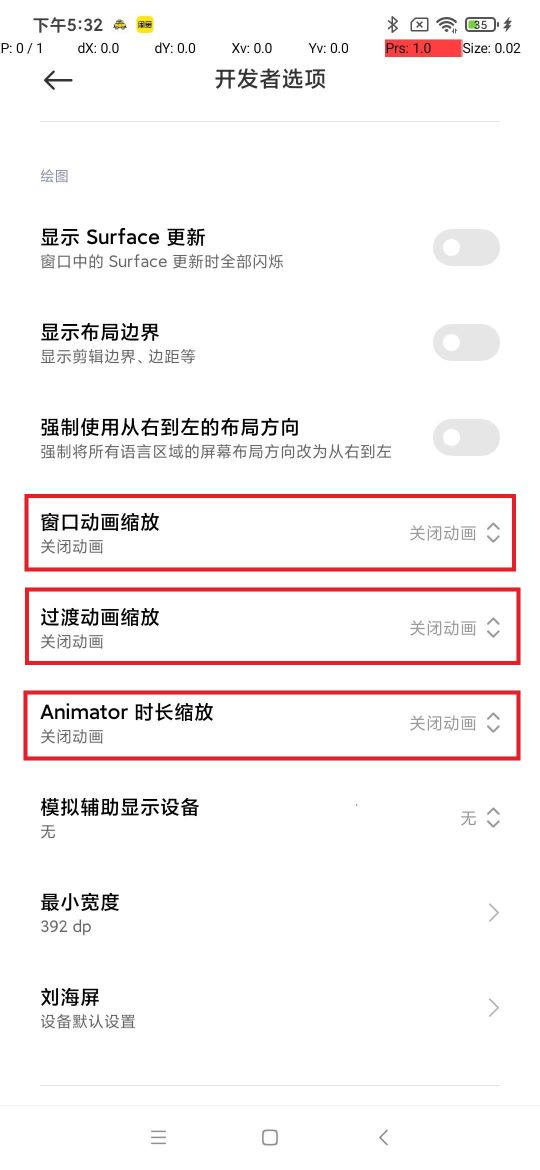 下午5:32
35
P: 0 / 1 dX: 0.0 dY: 0.0 Xv: 0.0 Yv: 0.0 Prs: 1.0 Size: 0.02
开发者选项
绘图
显示 Surface 更新
窗口中的 Surface 更新时全部闪烁
显示布局边界
显示剪辑边界、边距等
强制使用从右到左的布局方向
强制将所有语言区域的屏幕布局方向改为从右到左
窗口动画缩放
关闭动画
关闭动画
过渡动画缩放
关闭动画
关闭动画
Animator 时长缩放
关闭动画
关闭动画
模拟辅助显示设备
无
无
最小宽度
392 dp
刘海屏
设备默认设置